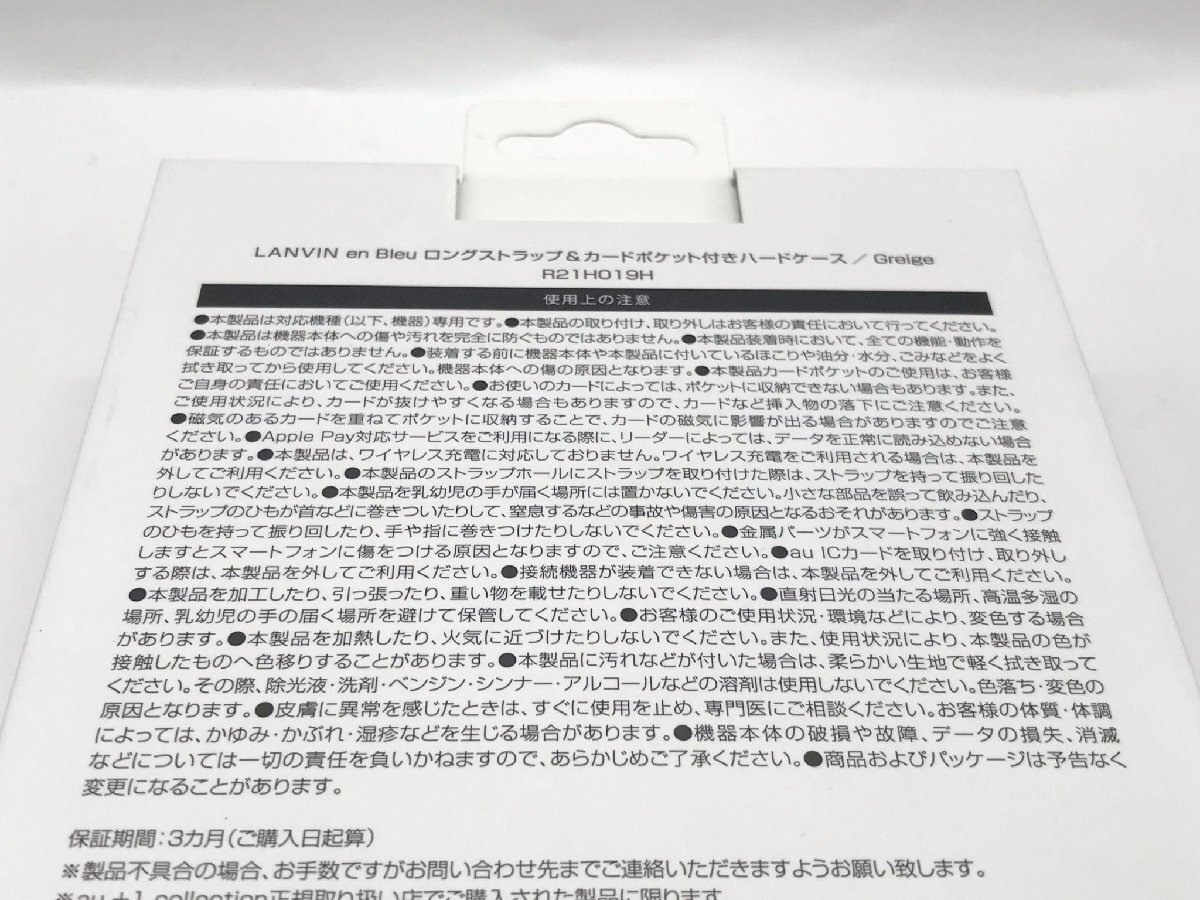 LANVIN en Bleu ロングストラップ&カードポケット付きハードケース / Greige
R21H019H
使用上の注意
●本製品は対応機種(以下、機器)専用です。●本製品の取り付け、取り外しはお客様の責任において行ってください。
●本製品は機器本体への傷や汚れを完全に防ぐものではありません。●本製品装着時において、全ての機能・動作を
保証するものではありません。●装着する前に機器本体や本製品に付いているほこりや油分・水分、ごみなどをよく
拭き取ってから使用してください。機器本体への傷の原因となります。●本製品カードポケットのご使用は、お客様
ご自身の責任においてご使用ください。●お使いのカードによっては、ポケットに収納できない場合もあります。また、
ご使用状況により、カードが抜けやすくなる場合もありますので、カードなど挿入物の落下にご注意ください。
●磁気のあるカードを重ねてポケットに収納することで、カードの磁気に影響が出る場合がありますのでご注意
ください。●Apple Pay対応サービスをご利用になる際に、リーダーによっては、データを正常に読み込めない場合
があります。●本製品は、ワイヤレス充電に対応しておりません。ワイヤレス充電をご利用される場合は、本製品を
外してご利用ください。●本製品のストラップホールにストラップを取り付けた際は、ストラップを持って振り回した
りしないでください。●本製品を乳幼児の手が届く場所には置かないでください。小さな部品を誤って飲み込んだり、
ストラップのひもが首などに巻きついたりして、窒息するなどの事故や傷害の原因となるおそれがあります。●ストラップ
のひもを持って振り回したり、手や指に巻きつけたりしないでください。●金属パーツがスマートフォンに強く接触
しますとスマートフォンに傷をつける原因となりますので、ご注意ください。●au ICカードを取り付け、取り外し
する際は、本製品を外してご利用ください。●接続機器が装着できない場合は、本製品を外してご利用ください。
●本製品を加工したり、引っ張ったり、重い物を載せたりしないでください。●直射日光の当たる場所、高温多湿の
場所、乳幼児の手の届く場所を避けて保管してください。●お客様のご使用状況・環境などにより、変色する場合
があります。●本製品を加熱したり、火気に近づけたりしないでください。また、使用状況により、本製品の色が
接触したものへ色移りすることがあります。●本製品に汚れなどが付いた場合は、柔らかい生地で軽く拭き取って
ください。その際、除光液・洗剤・ベンジン・シンナー・アルコールなどの溶剤は使用しないでください。色落ち・変色の
原因となります。●皮膚に異常を感じたときは、すぐに使用を止め、専門医にご相談ください。お客様の体質・体調
によっては、かゆみ・かぶれ・湿疹などを生じる場合があります。●機器本体の破損や故障、データの損失、消滅
などについては一切の責任を負いかねますので、あらかじめご了承ください。●商品およびパッケージは予告なく
変更になることがあります。
保証期間:3カ月(ご購入日起算)
※製品不具合の場合、お手数ですがお問い合わせ先までご連絡いただきますようお願い致します。
※au +1 collection正規取り扱い店でご購入された製品に限ります